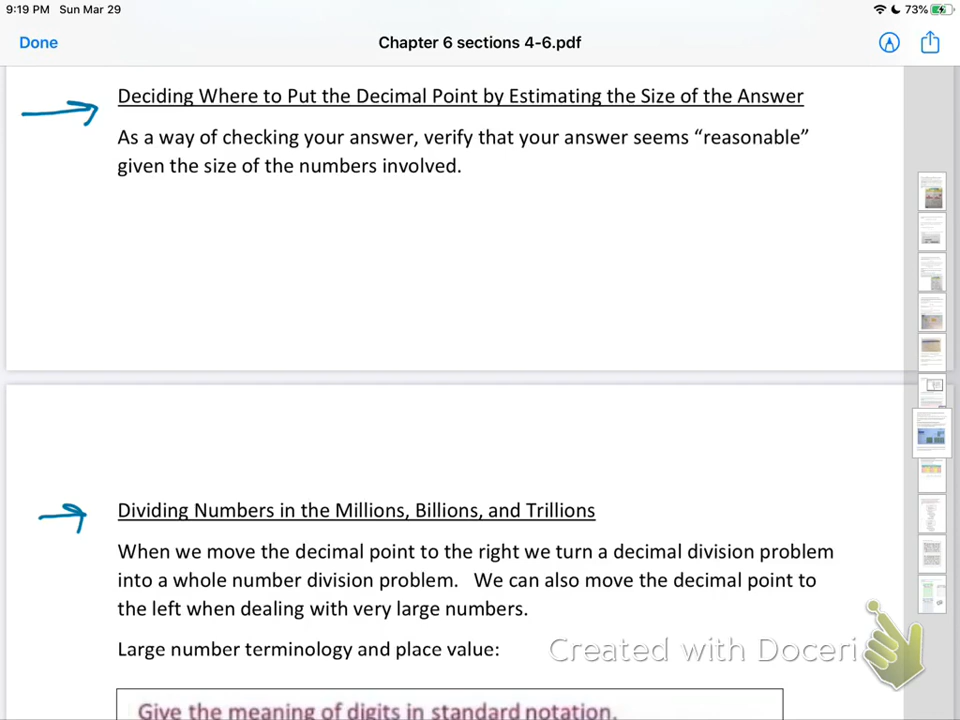 9:19 PM Sun Mar 29
73%
Done
Chapter 6 sections 4-6.pdf
Deciding Where to Put the Decimal Point by Estimating the Size of the Answer
As a way of checking your answer, verify that your answer seems “reasonable”
given the size of the numbers involved.
Dividing Numbers in the Millions, Billions, and Trillions
When we move the decimal point to the right we turn a decimal division problem
into a whole number division problem. We can also move the decimal point to
the left when dealing with very large numbers.
Large number terminology and place value:
Created with Doceri
Give the meaning of digits in standard notation.